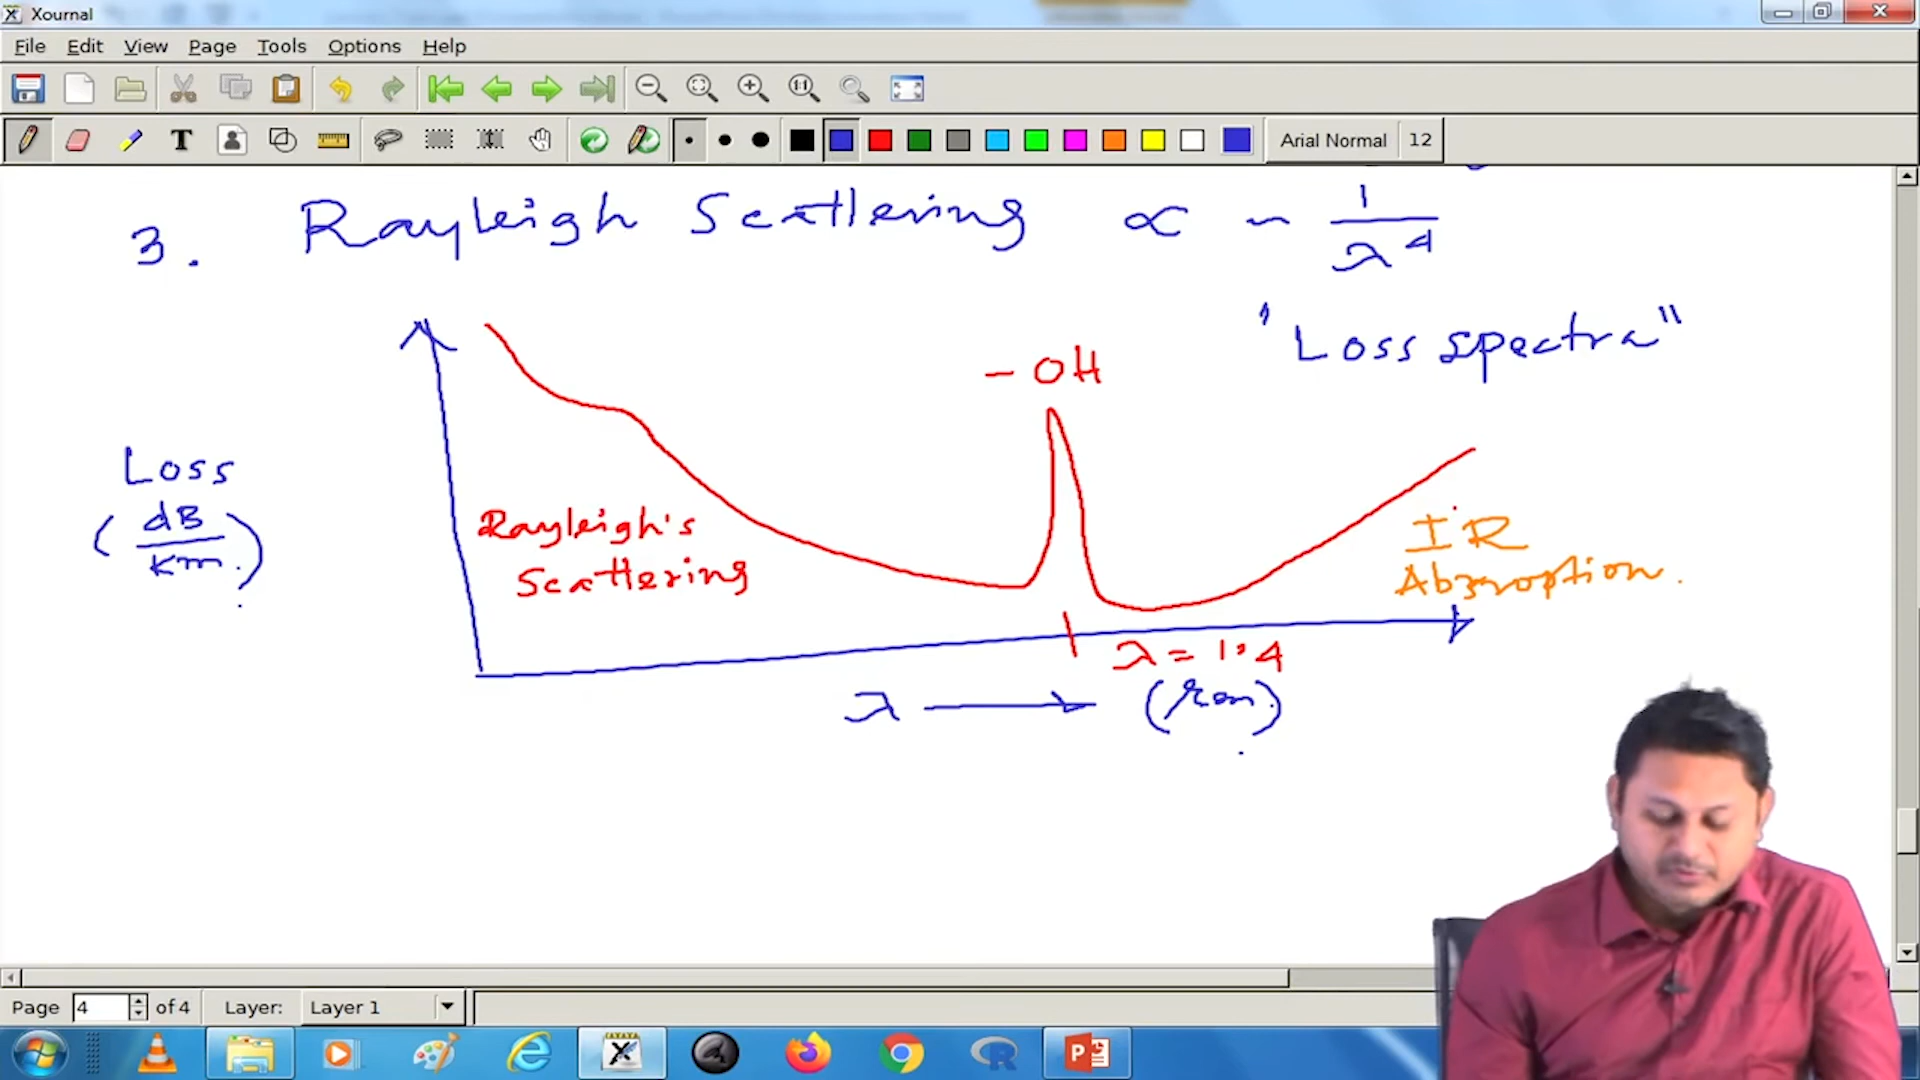 Xournal
File Edit View Page Tools Options Help
Arial Normal 12
3. Rayleigh Scattering ∝ ~ 1/λ^4
"Loss spectra"
- OH
Loss
(dB/km.)
Rayleigh's
Scattering
IR
Absorption.
λ = 1.4
λ → (μm)
Page 4 of 4 Layer: Layer 1